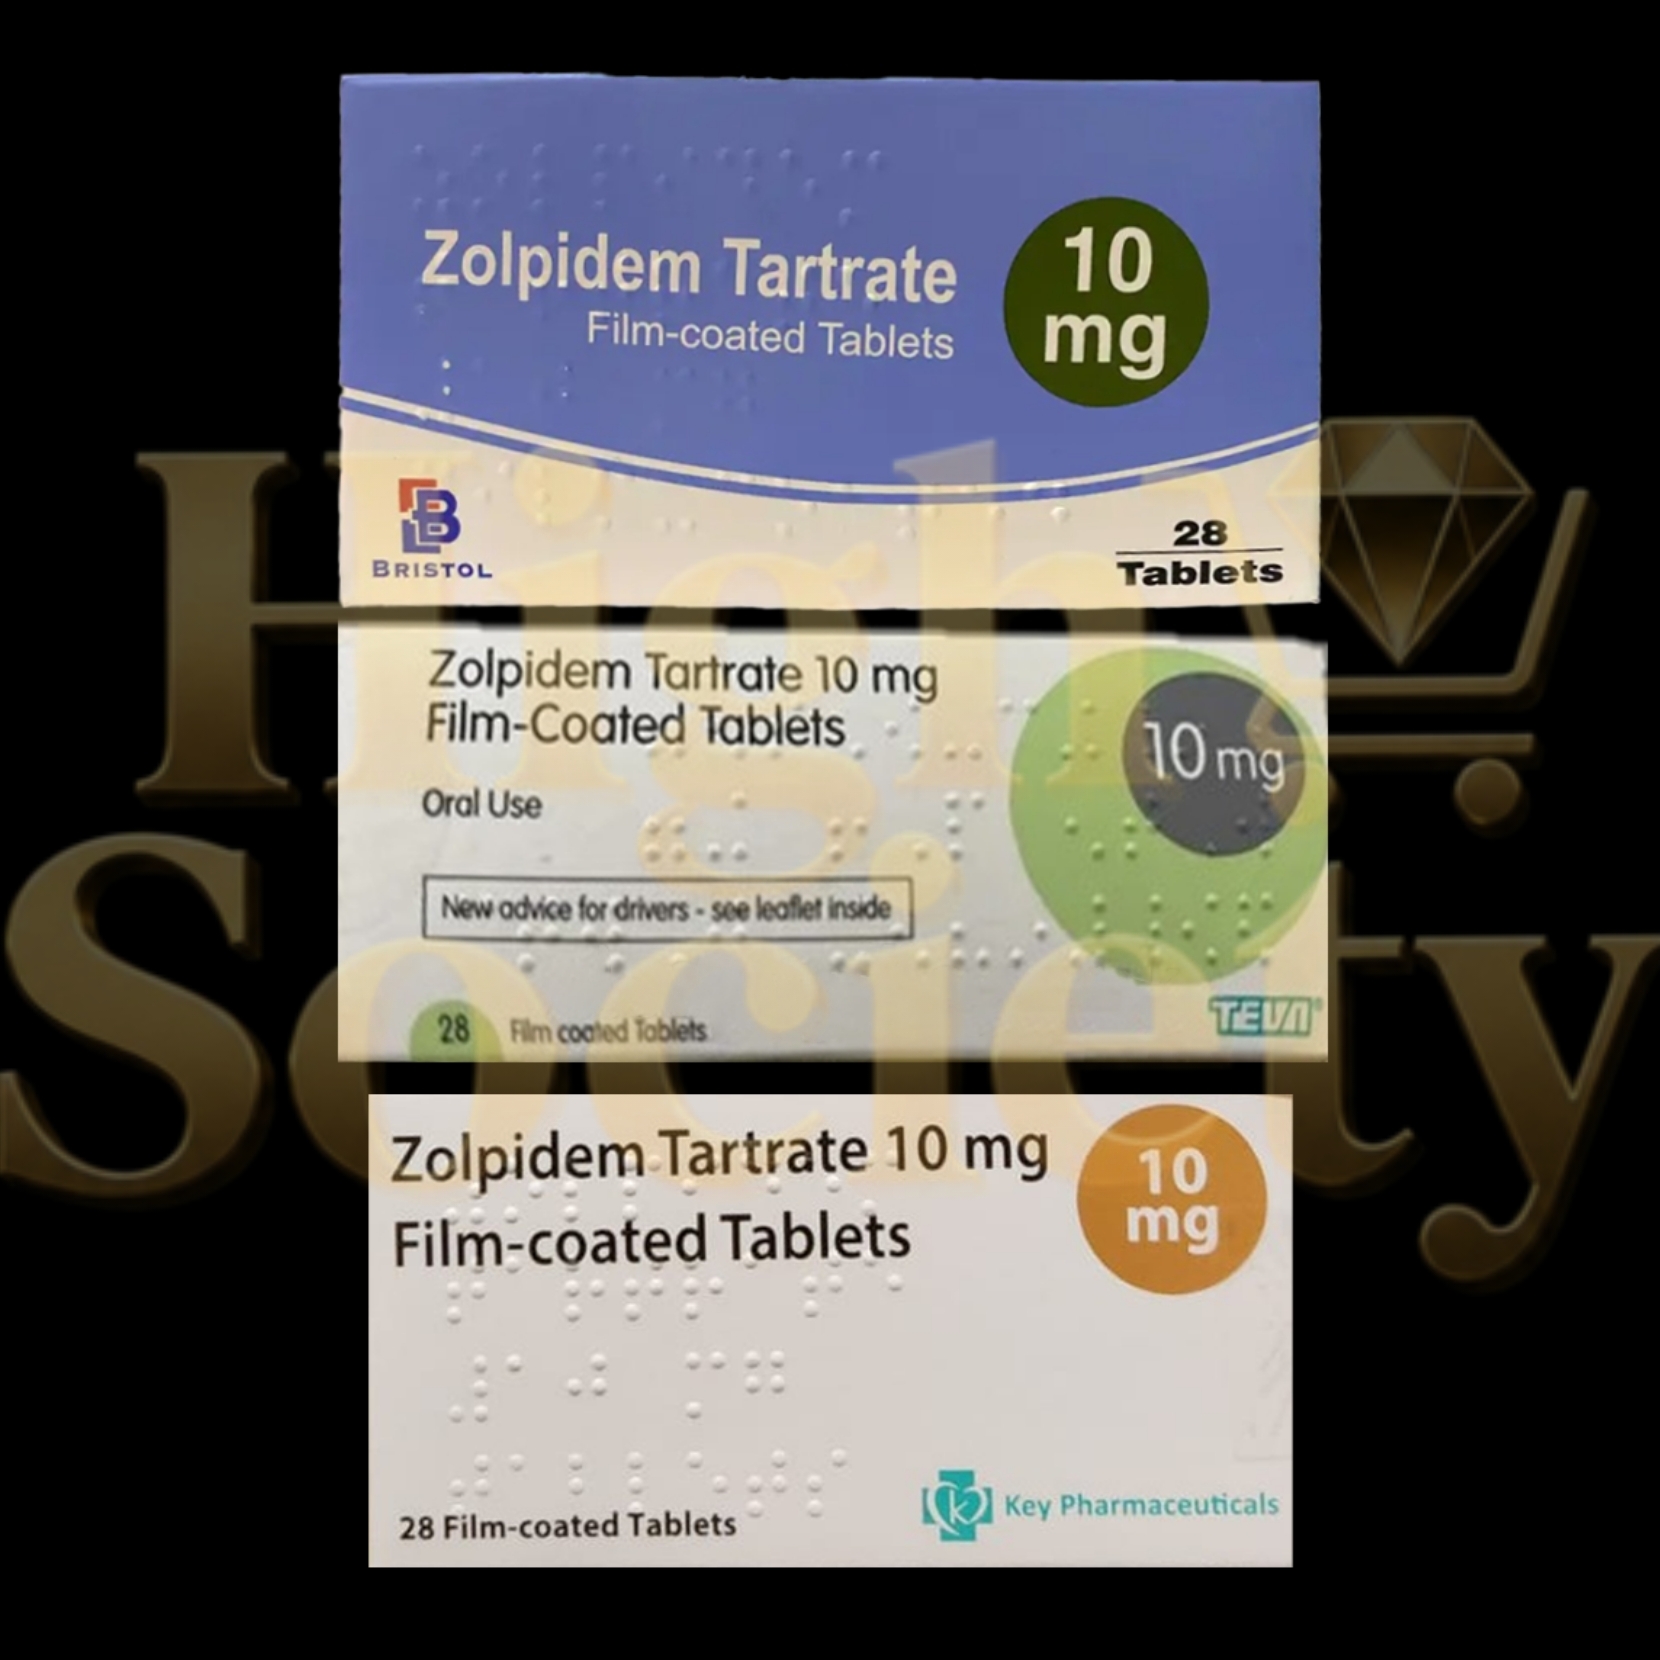 Zolpidem Tartrate
Film-coated Tablets
10
mg
BRISTOL
28
Tablets
Zolpidem Tartrate 10 mg
Film-Coated Tablets
10 mg
Oral Use
New advice for drivers - see leaflet inside
28 Film coated Tablets
TEVA
Zolpidem Tartrate 10 mg
Film-coated Tablets
10
mg
28 Film-coated Tablets
Key Pharmaceuticals
High
Society